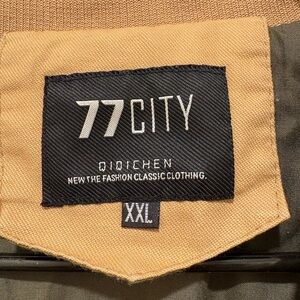 77CITY
QIQICHEN
NEW THE FASHION CLASSIC CLOTHING.
XXL